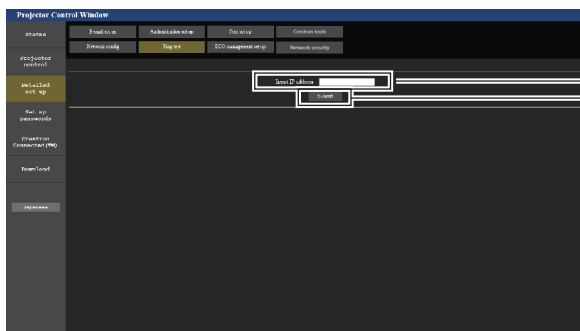 Projector Control Window
Status
E-mail set up
Authentication set up
Port set up
Crestron tools
Network config
Ping test
ECO management set up
Network security
Projector control
Detailed set up
Insert IP address
Submit
Set up passwords
Crestron Connected(TM)
Download
Japanese